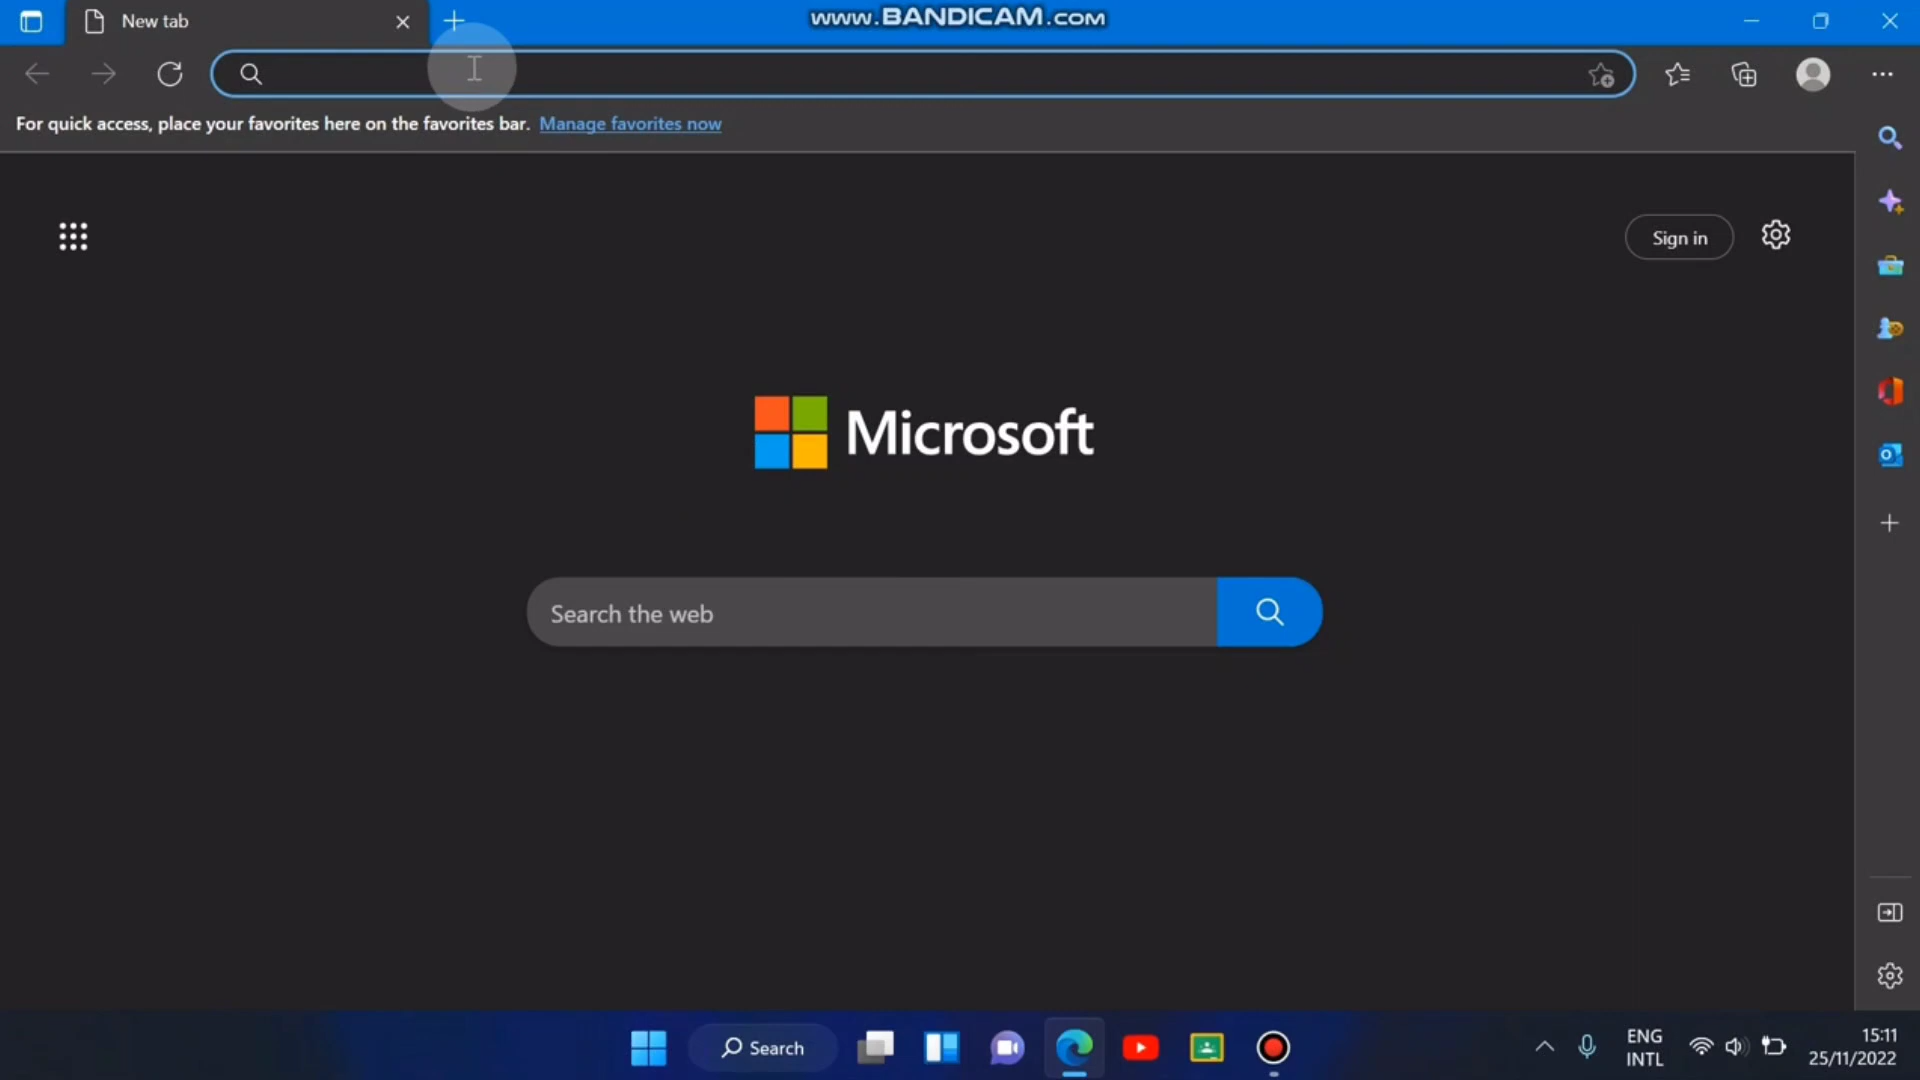 New tab
www.BANDICAM.com
For quick access, place your favorites here on the favorites bar. Manage favorites now
Sign in
Microsoft
Search the web
Search
ENG
INTL
15:11
25/11/2022